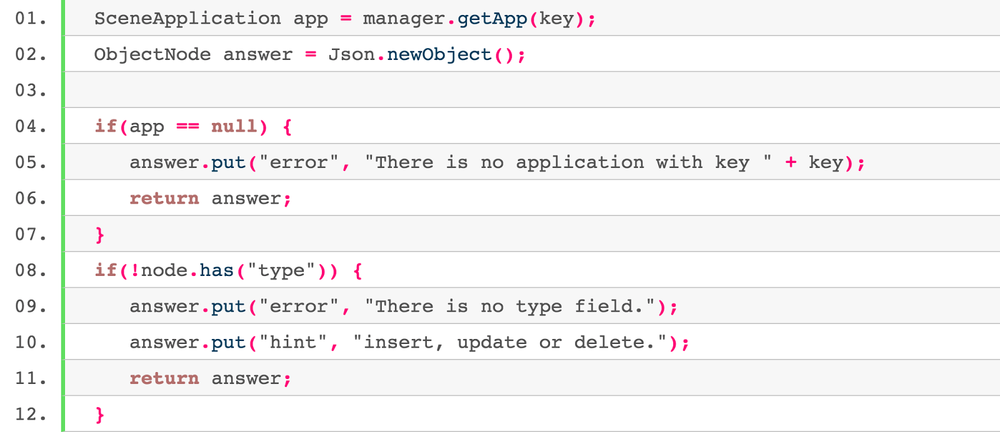 01. SceneApplication app = manager.getApp(key);
02. ObjectNode answer = Json.newObject();
03.
04. if(app == null) {
05.    answer.put("error", "There is no application with key " + key);
06.    return answer;
07. }
08. if(!node.has("type")) {
09.    answer.put("error", "There is no type field.");
10.    answer.put("hint", "insert, update or delete.");
11.    return answer;
12. }